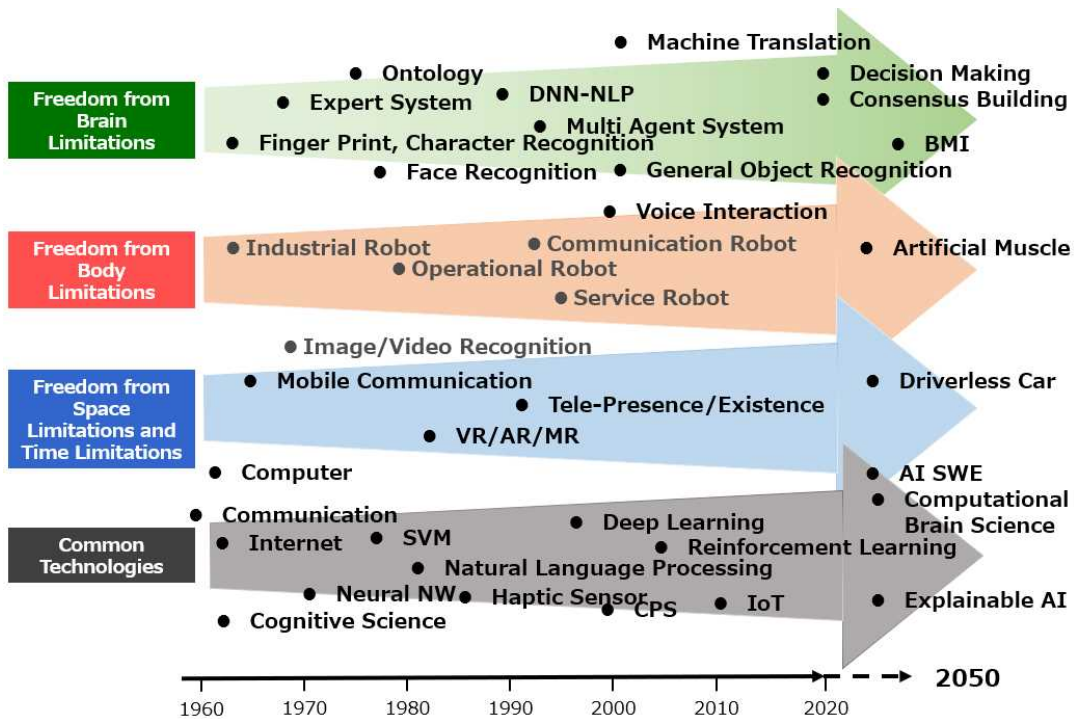 Machine Translation
Ontology
Decision Making
Freedom from
Brain
Limitations
Expert System
DNN-NLP
Consensus Building
Multi Agent System
Finger Print, Character Recognition
BMI
Face Recognition
General Object Recognition
Voice Interaction
Freedom from
Body
Limitations
Industrial Robot
Communication Robot
Artificial Muscle
Operational Robot
Service Robot
Image/Video Recognition
Freedom from
Space
Limitations and
Time Limitations
Mobile Communication
Driverless Car
Tele-Presence/Existence
VR/AR/MR
Computer
AI SWE
Computational
Brain Science
Communication
Deep Learning
Common
Technologies
Internet
SVM
Reinforcement Learning
Natural Language Processing
Neural NW
Haptic Sensor
CPS
IoT
Explainable AI
Cognitive Science
2050
1960
1970
1980
1990
2000
2010
2020